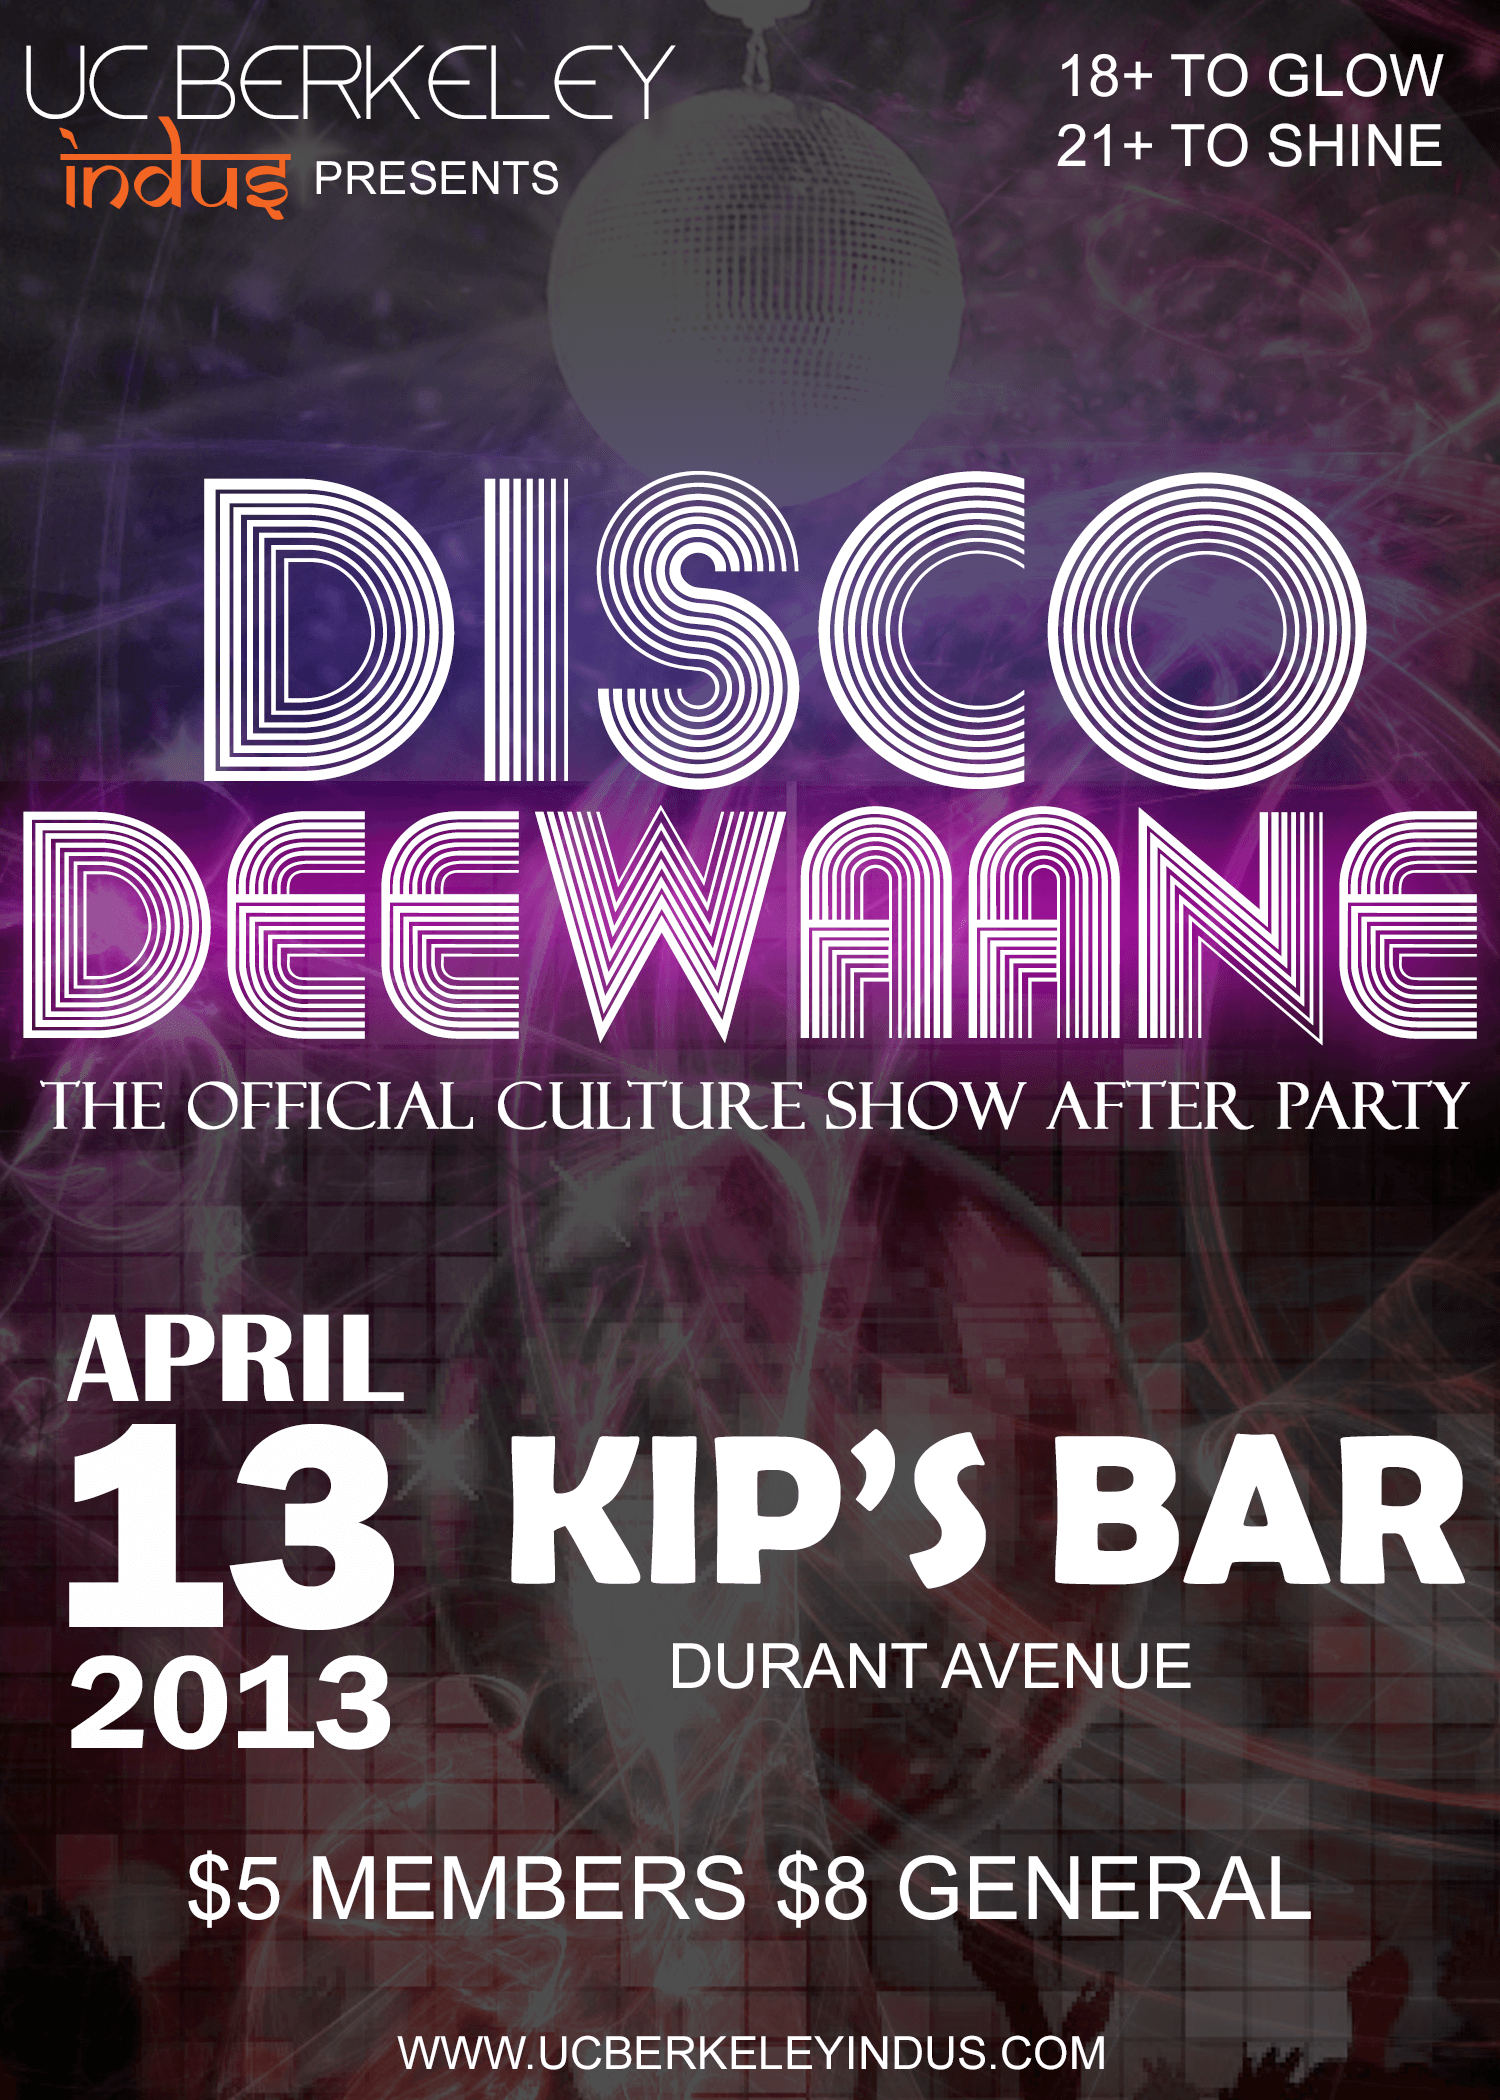 UC BERKELEY
indus PRESENTS
18+ TO GLOW
21+ TO SHINE
DISCO
DEEWAANE
THE OFFICIAL CULTURE SHOW AFTER PARTY
APRIL
13
2013
KIP'S BAR
DURANT AVENUE
$5 MEMBERS $8 GENERAL
WWW.UCBERKELEYINDUS.COM